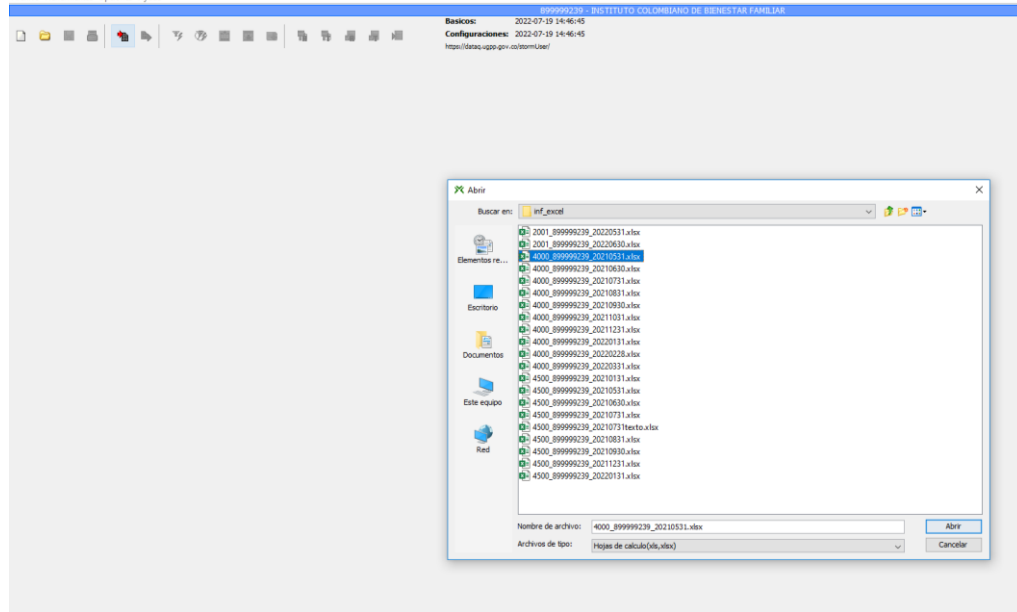 899999239 - INSTITUTO COLOMBIANO DE BIENESTAR FAMILIAR
Basicos: 2022-07-19 14:46:45
Configuraciones: 2022-07-19 14:46:45
https://dataq.ugpp.gov.co/stormUser/
Abrir
Buscar en: inf_excel
2001_899999239_20220531.xlsx
2001_899999239_20220630.xlsx
4000_899999239_20210531.xlsx
4000_899999239_20210630.xlsx
4000_899999239_20210731.xlsx
4000_899999239_20210831.xlsx
4000_899999239_20210930.xlsx
4000_899999239_20211031.xlsx
4000_899999239_20211231.xlsx
4000_899999239_20220131.xlsx
4000_899999239_20220228.xlsx
4000_899999239_20220331.xlsx
4500_899999239_20210131.xlsx
4500_899999239_20210531.xlsx
4500_899999239_20210630.xlsx
4500_899999239_20210731.xlsx
4500_899999239_20210731texto.xlsx
4500_899999239_20210831.xlsx
4500_899999239_20210930.xlsx
4500_899999239_20211231.xlsx
4500_899999239_20220131.xlsx
Elementos re...
Escritorio
Documentos
Este equipo
Red
Nombre de archivo: 4000_899999239_20210531.xlsx Abrir
Archivos de tipo: Hojas de calculo(xls,xlsx) Cancelar